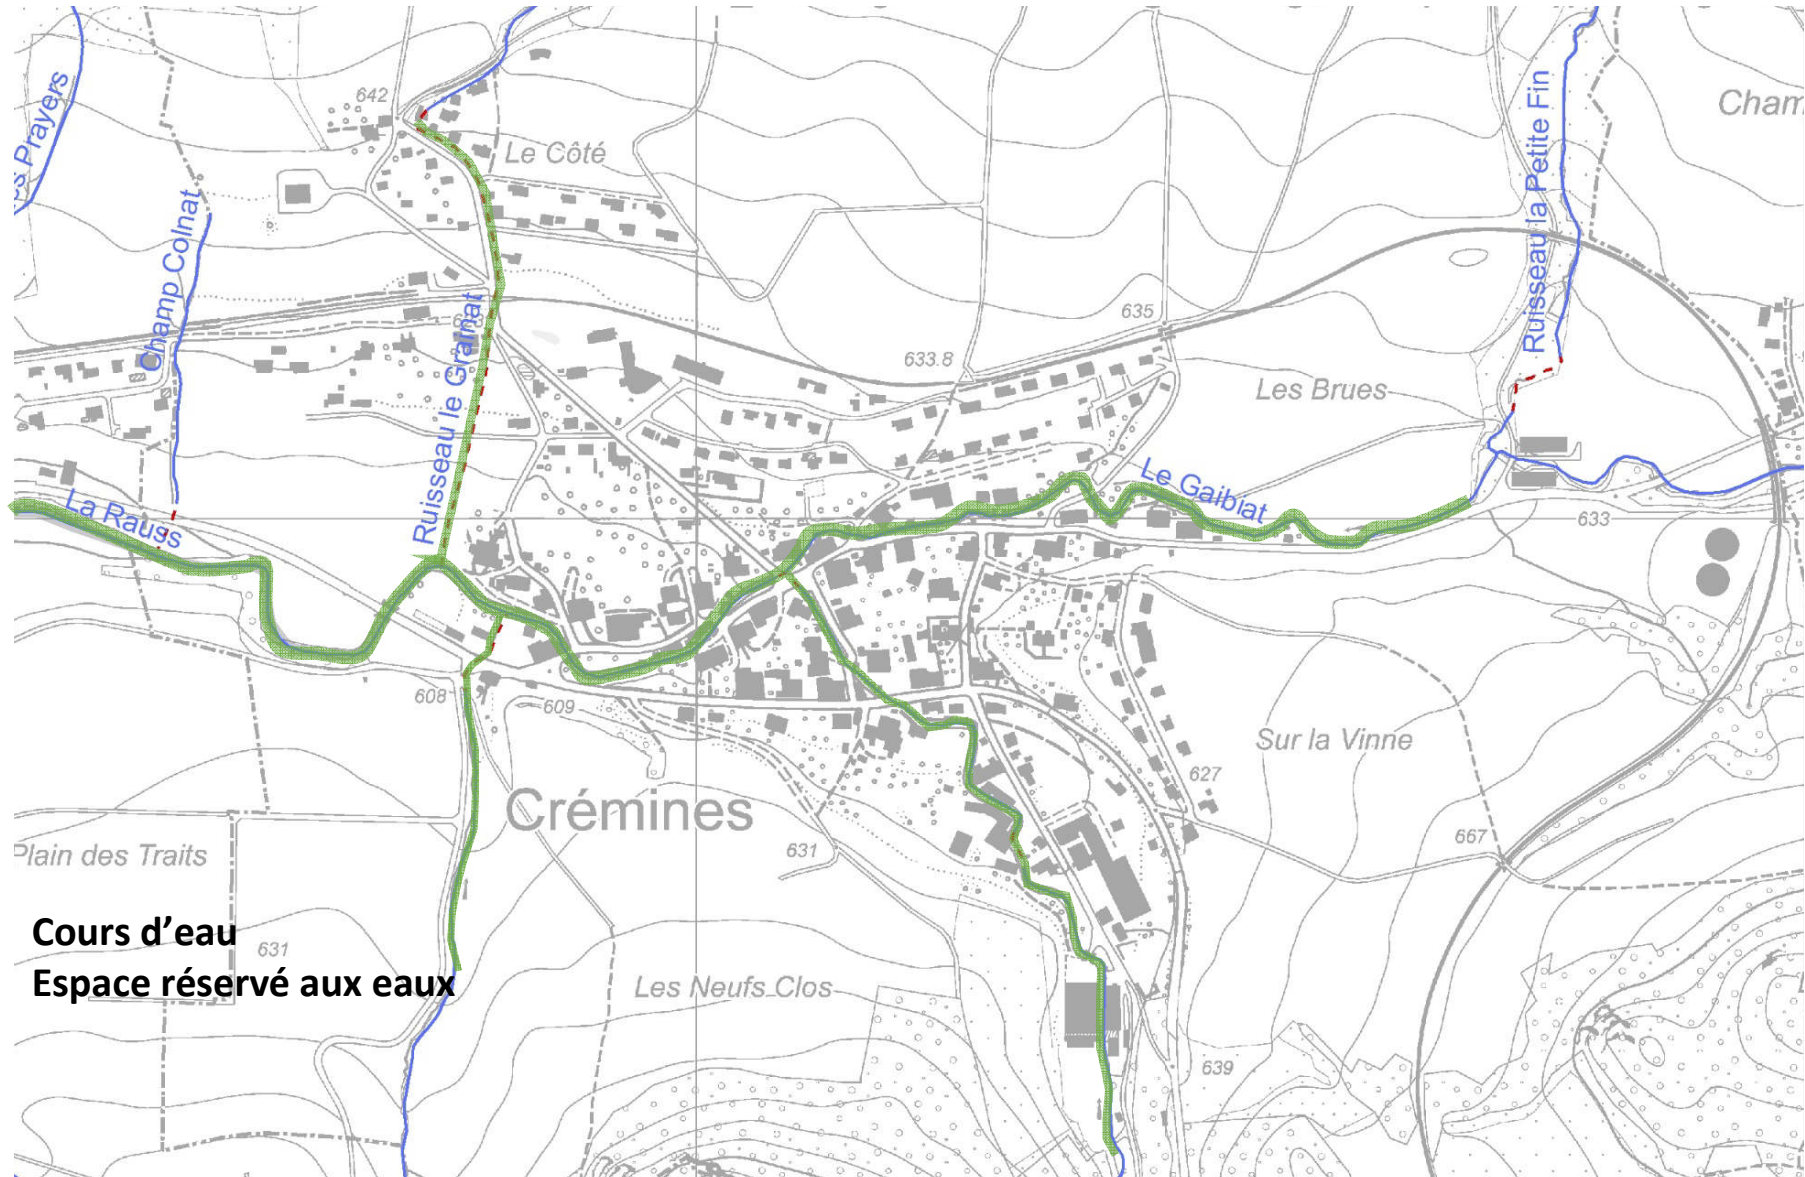 642
es Prayers
Le Côté
Ruisseau la Petite Fin
Cham
Champ Colnat
Ruisseau le Grainat
635
633.8
Les Brues
La Rauss
Le Gaibiat
633
608
609
Sur la Vinne
627
Crémines
631
667
Plain des Traits
Cours d’eau
631
Espace réservé aux eaux
Les Neufs Clos
639